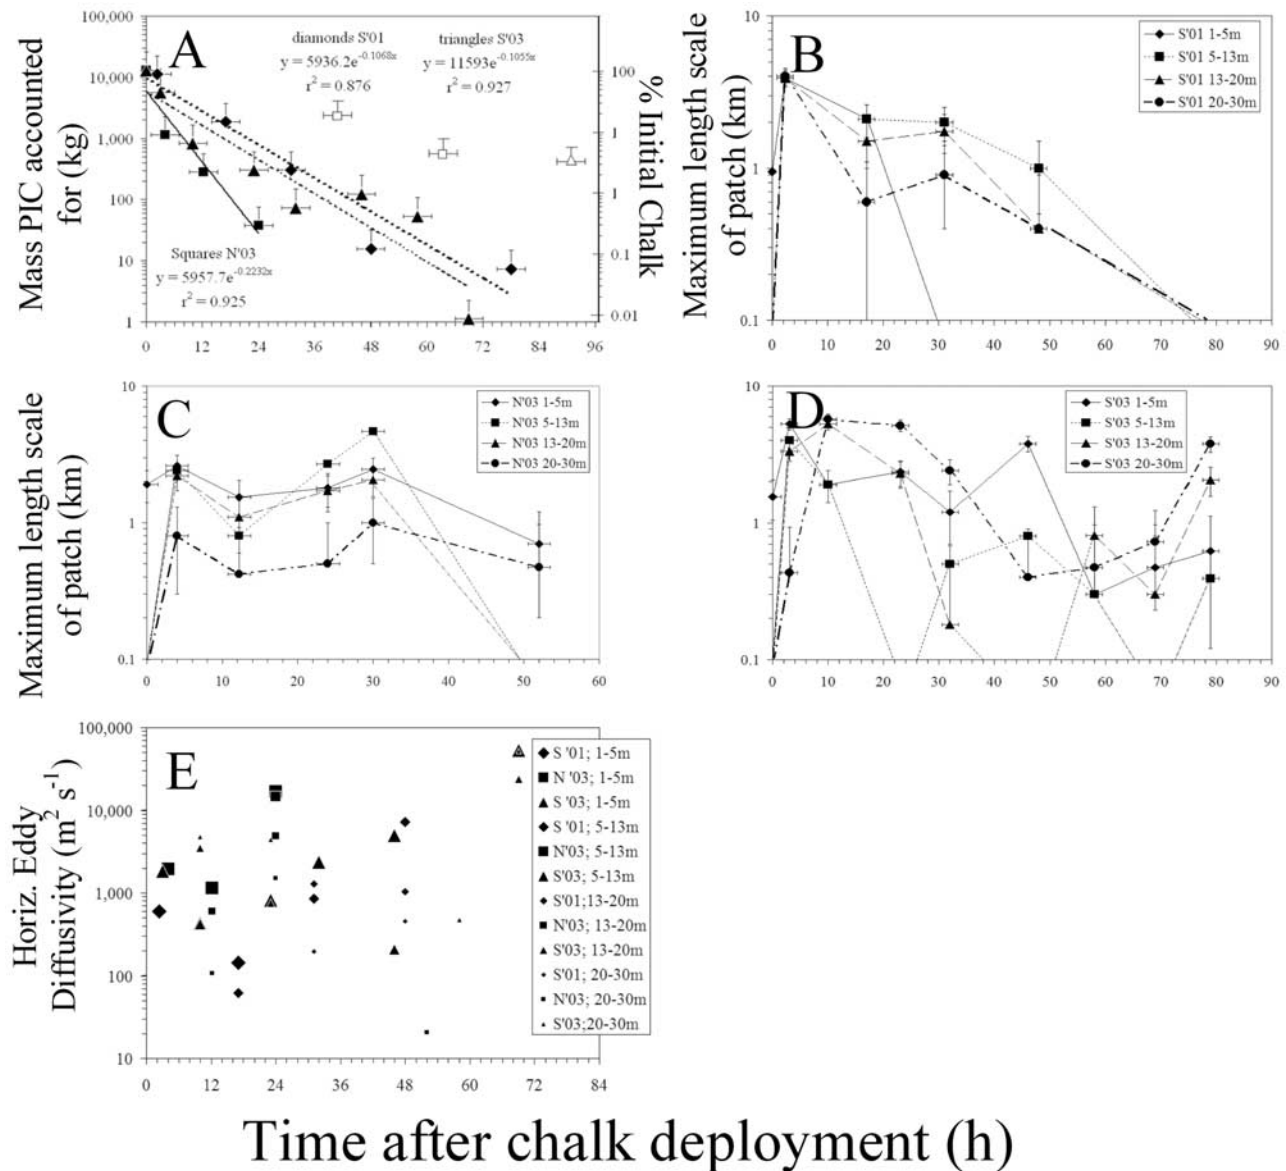 A
Mass PIC accounted
for (kg)
100,000
10,000
1,000
100
10
1
diamonds S'01
y = 5936.2e^-0.1068x
r² = 0.876
triangles S'03
y = 11593e^-0.1055x
r² = 0.927
Squares N'03
y = 5957.7e^-0.2232x
r² = 0.925
100
1
1
0.1
0.01
% Initial Chalk
0 12 24 36 48 60 72 84 96
B
Maximum length scale
of patch (km)
10
1
0.1
S'01 1-5m
S'01 5-13m
S'01 13-20m
S'01 20-30m
0 10 20 30 40 50 60 70 80 90
C
Maximum length scale
of patch (km)
10
1
0.1
N'03 1-5m
N'03 5-13m
N'03 13-20m
N'03 20-30m
0 10 20 30 40 50 60
D
Maximum length scale
of patch (km)
10
1
0.1
S'03 1-5m
S'03 5-13m
S'03 13-20m
S'03 20-30m
0 10 20 30 40 50 60 70 80 90
E
Horiz. Eddy
Diffusivity (m² s⁻¹)
100,000
10,000
1,000
100
10
S '01; 1-5m
N '03; 1-5m
S '03; 1-5m
S '01; 5-13m
N'03; 5-13m
S'03; 5-13m
S'01;13-20m
N'03; 13-20m
S'03; 13-20m
S'01; 20-30m
N'03; 20-30m
S'03;20-30m
0 12 24 36 48 60 72 84
Time after chalk deployment (h)